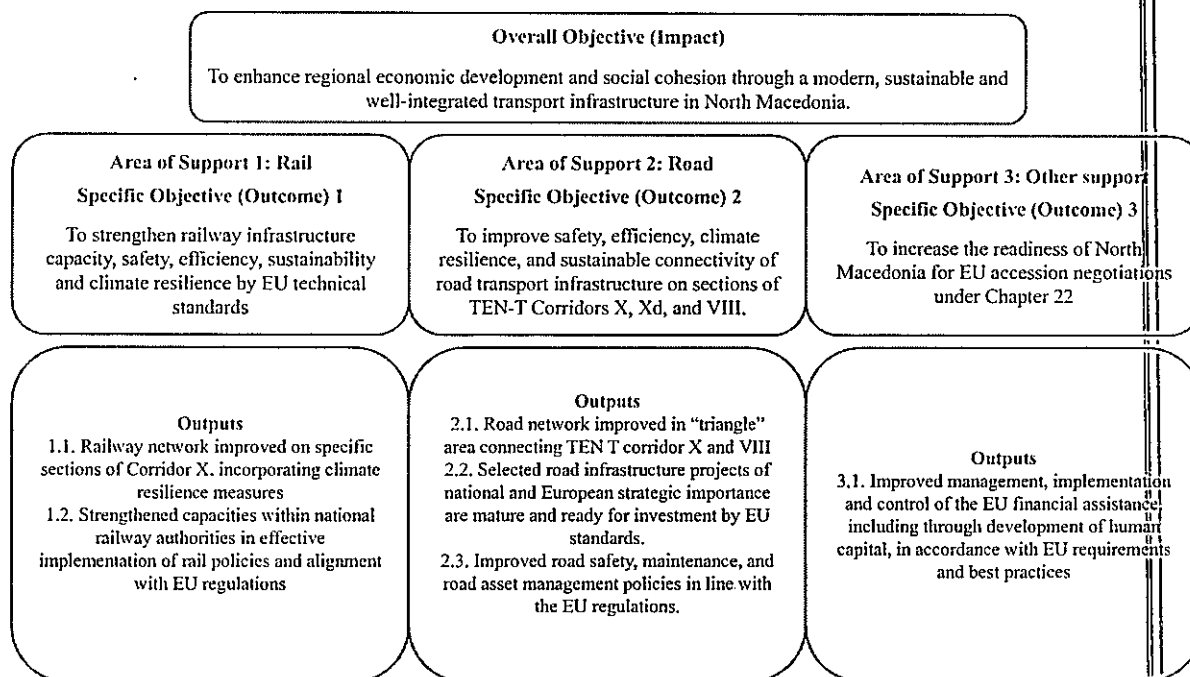 Overall Objective (Impact)
To enhance regional economic development and social cohesion through a modern, sustainable and
well-integrated transport infrastructure in North Macedonia.
Area of Support 1: Rail
Specific Objective (Outcome) 1
To strengthen railway infrastructure
capacity, safety, efficiency, sustainability
and climate resilience by EU technical
standards
Area of Support 2: Road
Specific Objective (Outcome) 2
To improve safety, efficiency, climate
resilience, and sustainable connectivity of
road transport infrastructure on sections of
TEN-T Corridors X, Xd, and VIII.
Area of Support 3: Other support
Specific Objective (Outcome) 3
To increase the readiness of North
Macedonia for EU accession negotiations
under Chapter 22
Outputs
1.1. Railway network improved on specific
sections of Corridor X, incorporating climate
resilience measures
1.2. Strengthened capacities within national
railway authorities in effective
implementation of rail policies and alignment
with EU regulations
Outputs
2.1. Road network improved in "triangle"
area connecting TEN T corridor X and VIII
2.2. Selected road infrastructure projects of
national and European strategic importance
are mature and ready for investment by EU
standards.
2.3. Improved road safety, maintenance, and
road asset management policies in line with
the EU regulations.
Outputs
3.1. Improved management, implementation
and control of the EU financial assistance,
including through development of human
capital, in accordance with EU requirements
and best practices